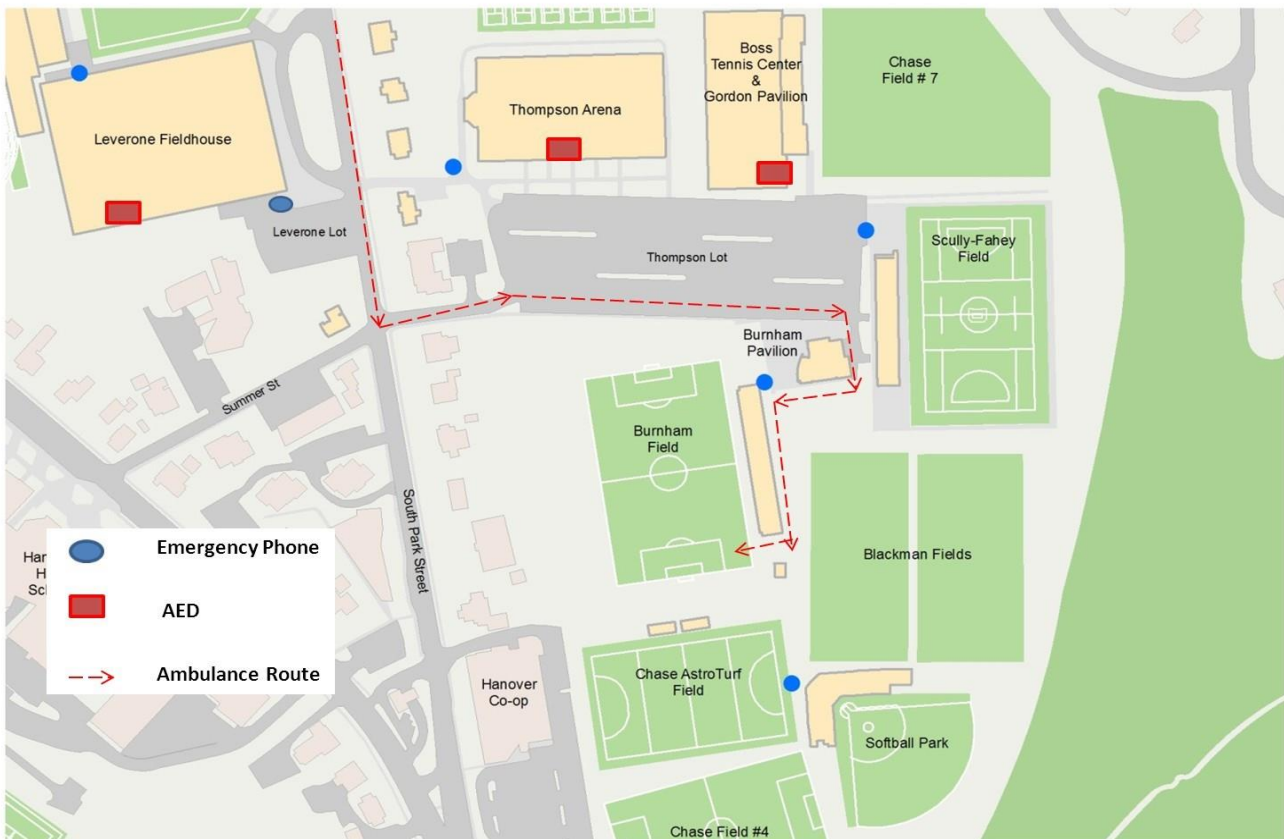 Boss
Tennis Center
&
Gordon Pavilion
Chase
Field # 7
Thompson Arena
Leverone Fieldhouse
Leverone Lot
Thompson Lot
Scully-Fahey
Field
Burnham
Pavilion
Summer St
Burnham
Field
South Park Street
Blackman Fields
Emergency Phone
AED
Ambulance Route
Chase AstroTurf
Field
Hanover
Co-op
Softball Park
Chase Field #4